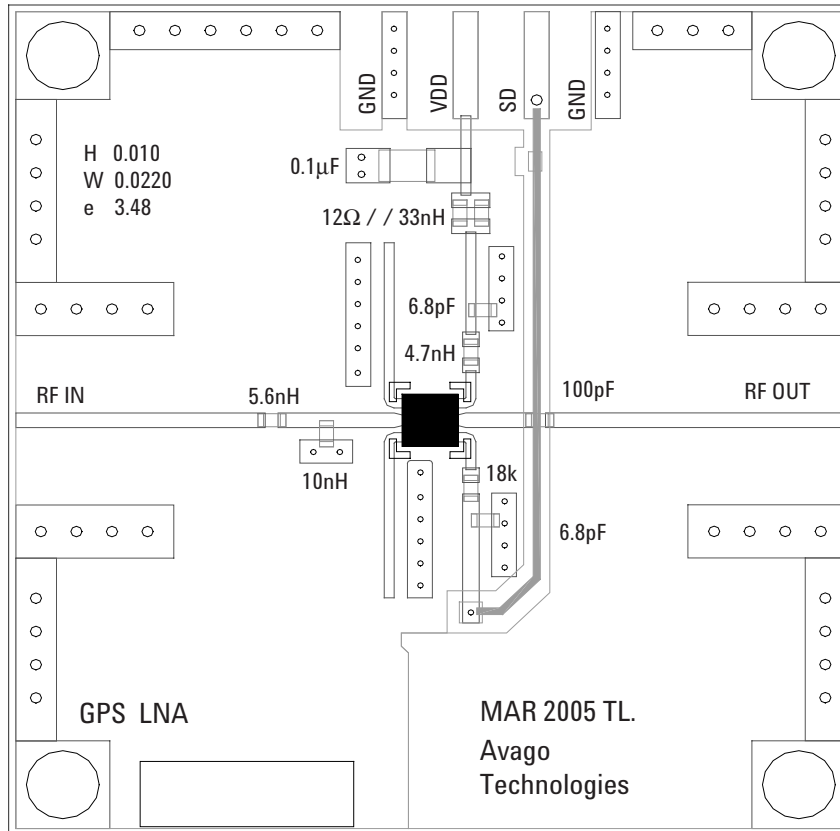 GND
VDD
SD
GND
H 0.010
W 0.0220
e 3.48
0.1μF
12Ω // 33nH
6.8pF
4.7nH
RF IN
5.6nH
100pF
RF OUT
10nH
18k
6.8pF
GPS LNA
MAR 2005 TL.
Avago
Technologies